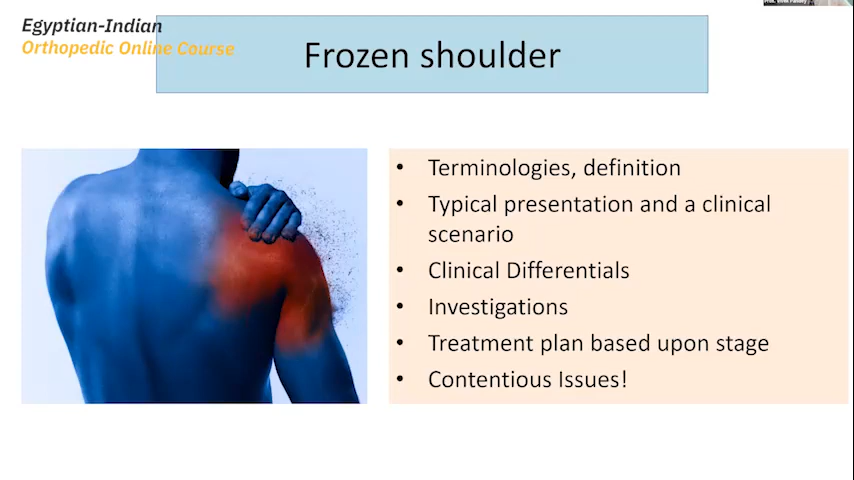 Egyptian-Indian
Orthopedic Online Course
Frozen shoulder
• Terminologies, definition
• Typical presentation and a clinical
scenario
• Clinical Differentials
• Investigations
• Treatment plan based upon stage
• Contentious Issues!